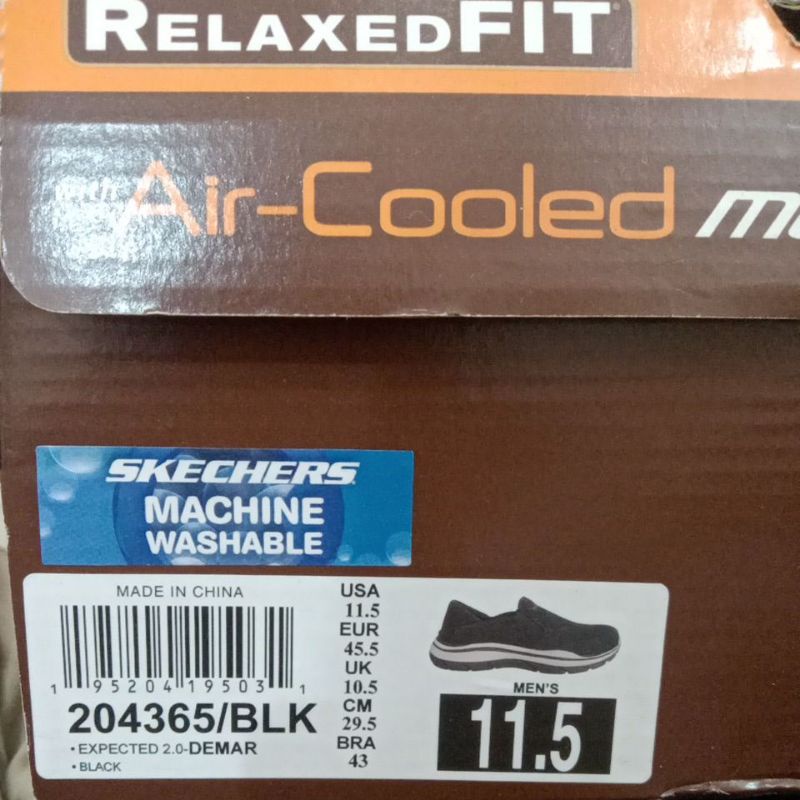 RELAXEDFIT
with Air-Cooled
SKECHERS
MACHINE
WASHABLE
MADE IN CHINA
1 95204 19503 1
204365/BLK
• EXPECTED 2.0-DEMAR
• BLACK
USA
11.5
EUR
45.5
UK
10.5
CM
29.5
BRA
43
MEN'S
11.5